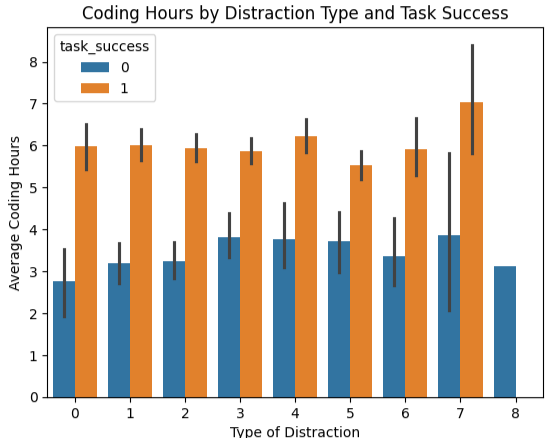 Coding Hours by Distraction Type and Task Success
task_success
0
1
Average Coding Hours
8
7
6
5
4
3
2
1
0
0 1 2 3 4 5 6 7 8
Type of Distraction